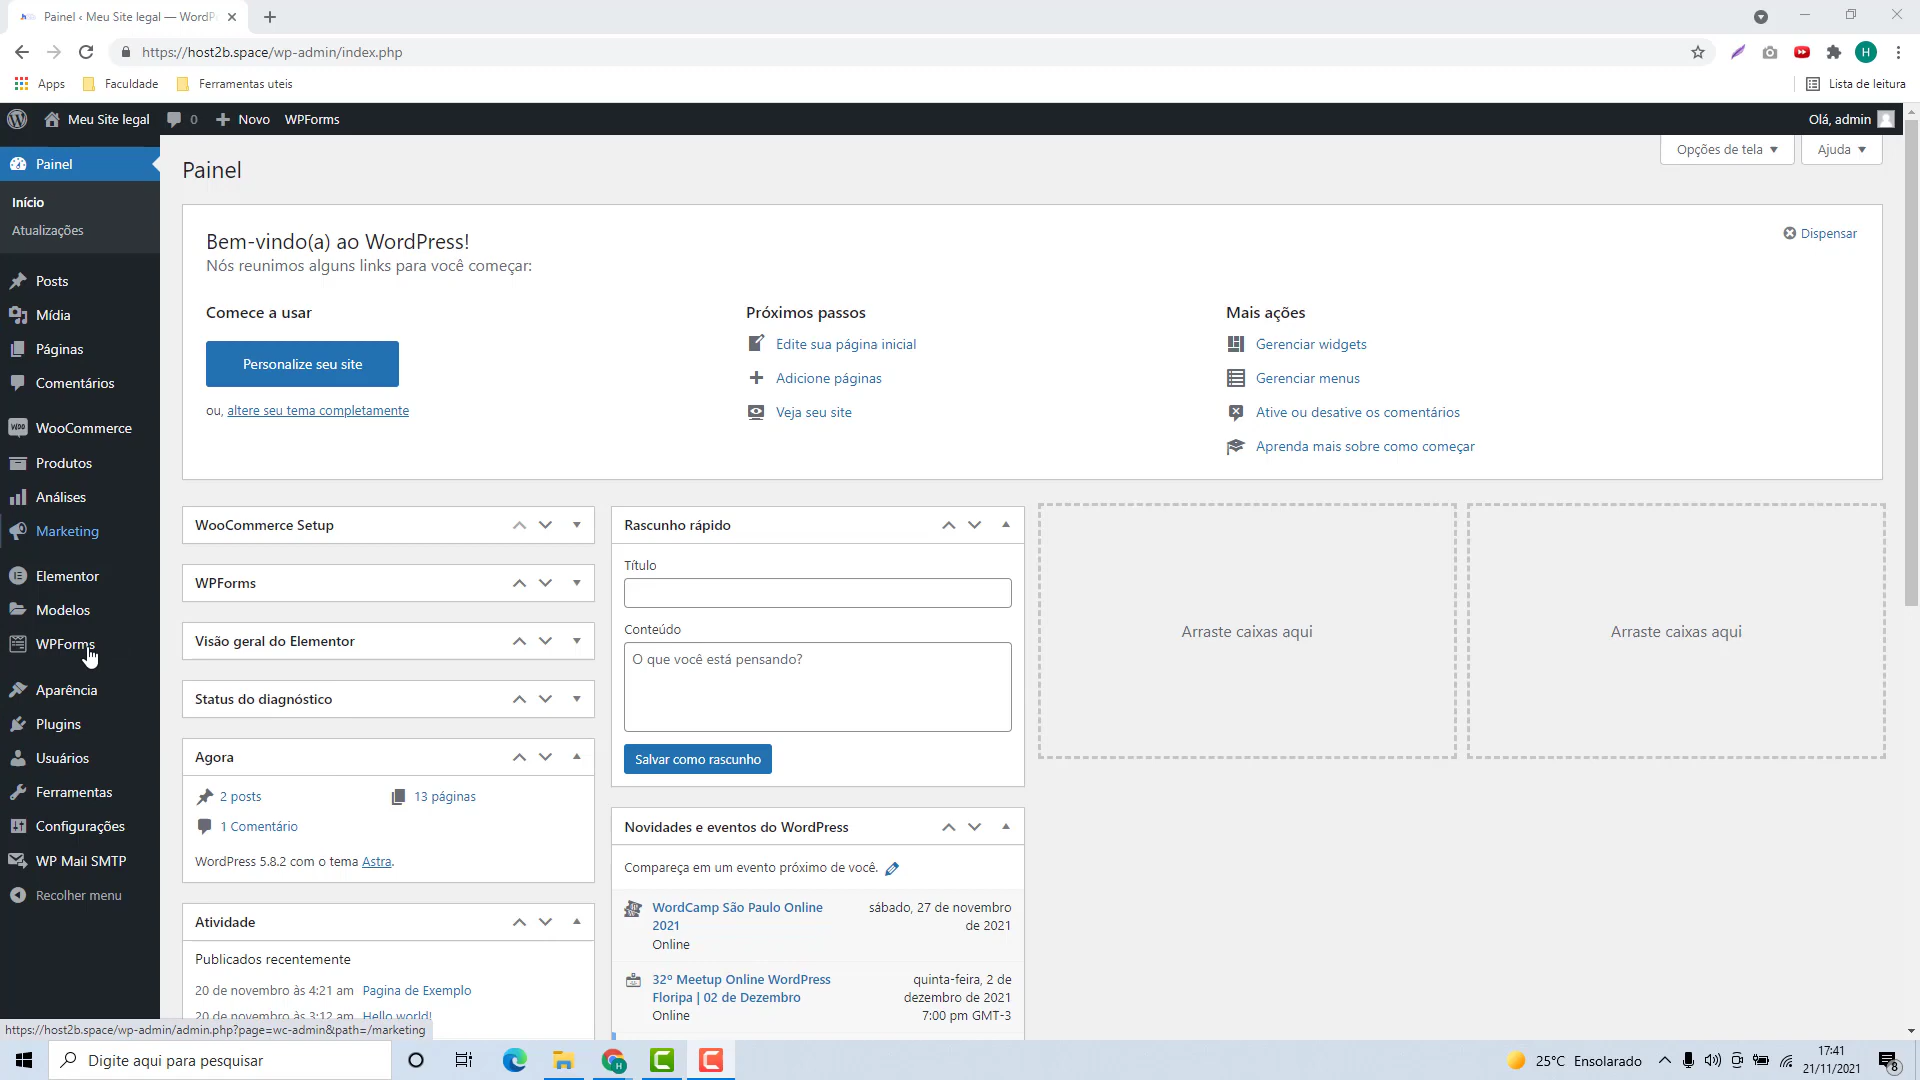 Painel ‹ Meu Site legal — WordP
https://host2b.space/wp-admin/index.php
H
Apps
Faculdade
Ferramentas uteis
Lista de leitura
Meu Site legal
0
Novo
WPForms
Olá, admin
Painel
Início
Atualizações
Posts
Mídia
Páginas
Comentários
WooCommerce
Produtos
Análises
Marketing
Elementor
Modelos
WPForms
Aparência
Plugins
Usuários
Ferramentas
Configurações
WP Mail SMTP
Recolher menu
Painel
Opções de tela
Ajuda
Bem-vindo(a) ao WordPress!
Nós reunimos alguns links para você começar:
Dispensar
Comece a usar
Personalize seu site
ou, altere seu tema completamente
Próximos passos
Edite sua página inicial
Adicione páginas
Veja seu site
Mais ações
Gerenciar widgets
Gerenciar menus
Ative ou desative os comentários
Aprenda mais sobre como começar
WooCommerce Setup
WPForms
Visão geral do Elementor
Status do diagnóstico
Agora
2 posts
13 páginas
1 Comentário
WordPress 5.8.2 com o tema Astra.
Atividade
Publicados recentemente
20 de novembro às 4:21 am Pagina de Exemplo
20 de novembro às 3:12 am Hello world!
Rascunho rápido
Título
Conteúdo
O que você está pensando?
Salvar como rascunho
Novidades e eventos do WordPress
Compareça em um evento próximo de você.
WordCamp São Paulo Online
2021
Online
sábado, 27 de novembro
de 2021
32º Meetup Online WordPress
Floripa | 02 de Dezembro
Online
quinta-feira, 2 de
dezembro de 2021
7:00 pm GMT-3
Arraste caixas aqui
Arraste caixas aqui
https://host2b.space/wp-admin/admin.php?page=wc-admin&path=/marketing
Digite aqui para pesquisar
25°C Ensolarado
17:41
21/11/2021
8